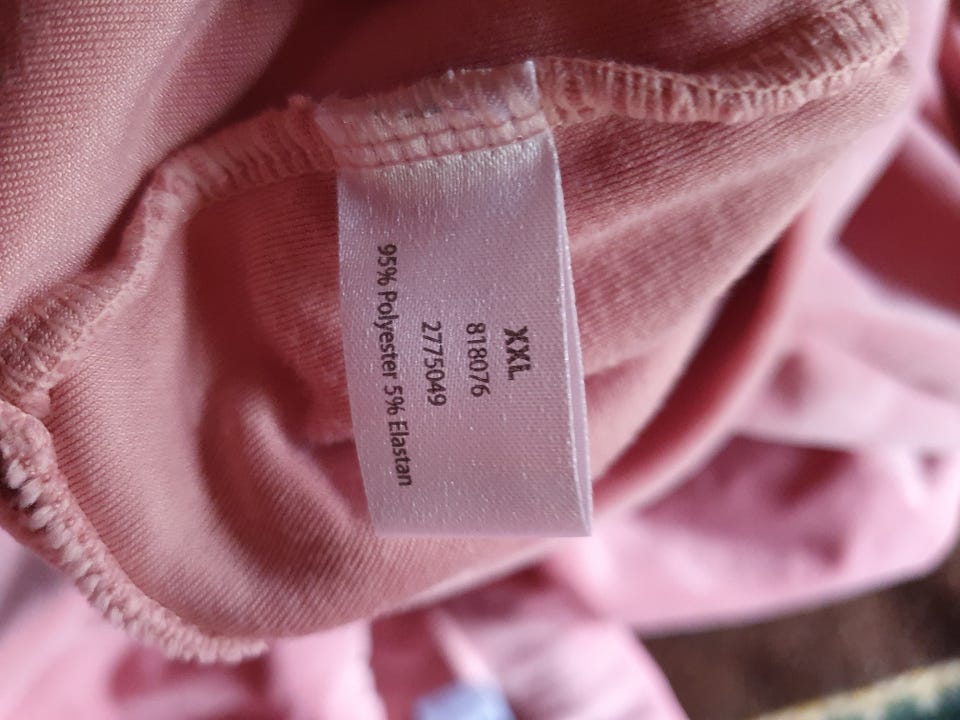 XXL
818076
2775049
95% Polyester 5% Elastan